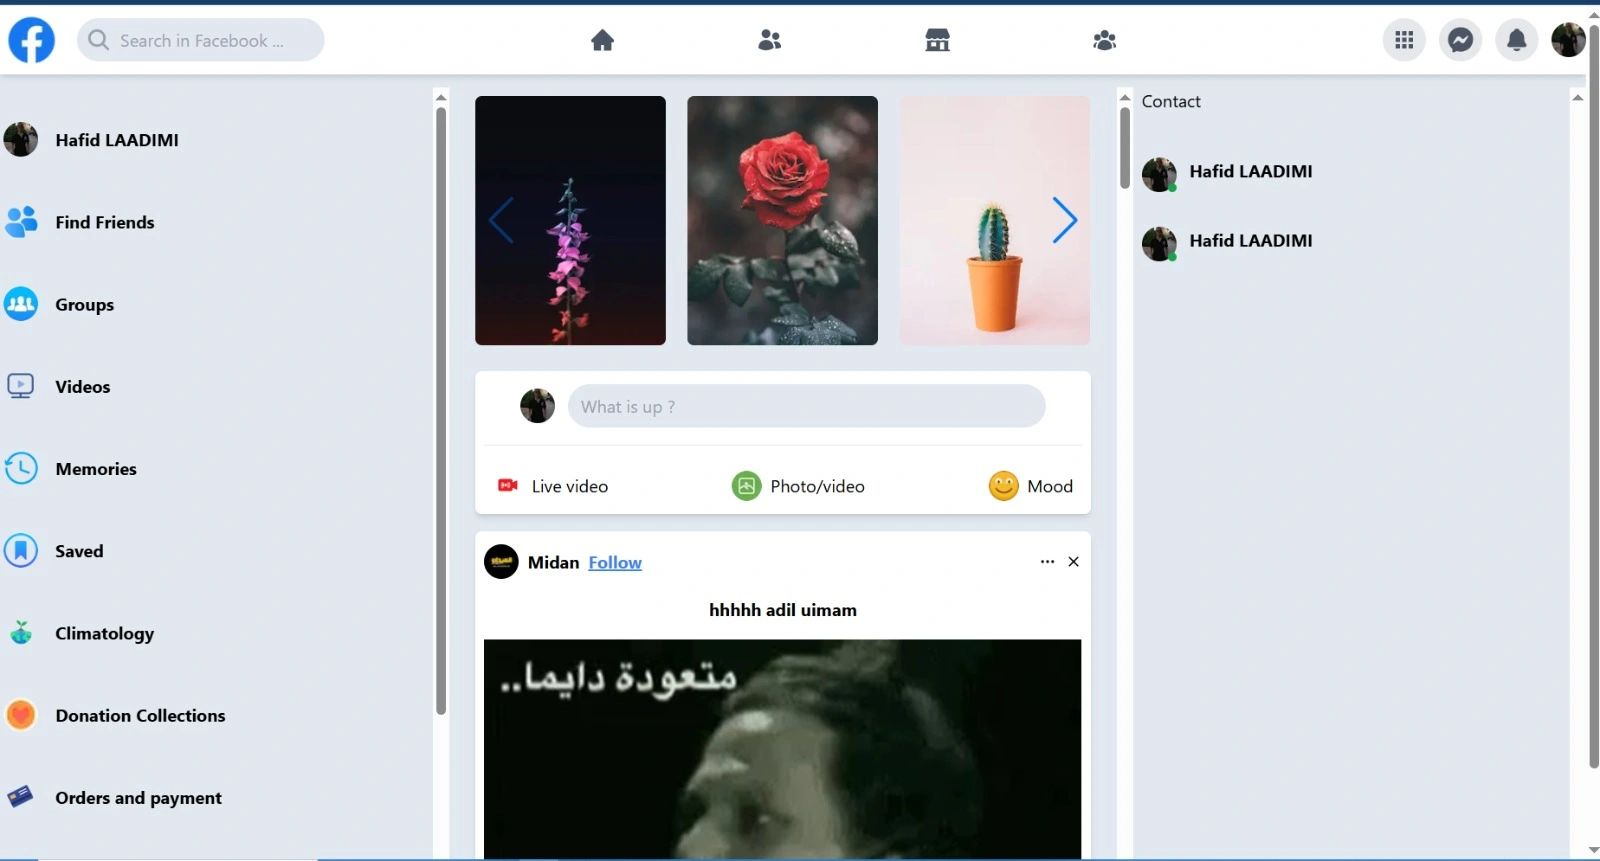 Search in Facebook ...
Hafid LAADIMI
Find Friends
Groups
Videos
Memories
Saved
Climatology
Donation Collections
Orders and payment
What is up ?
Live video
Photo/video
Mood
Midan Follow
hhhhh adil uimam
متعودة دايما..
Contact
Hafid LAADIMI
Hafid LAADIMI